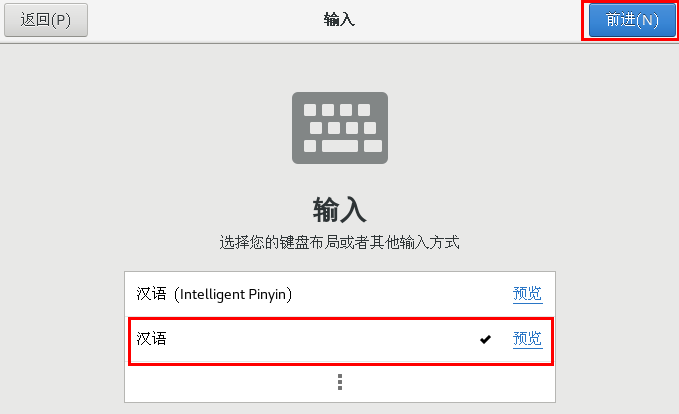 返回(P) 输入 前进(N)
输入
选择您的键盘布局或者其他输入方式
汉语 (Intelligent Pinyin) 预览
汉语 预览